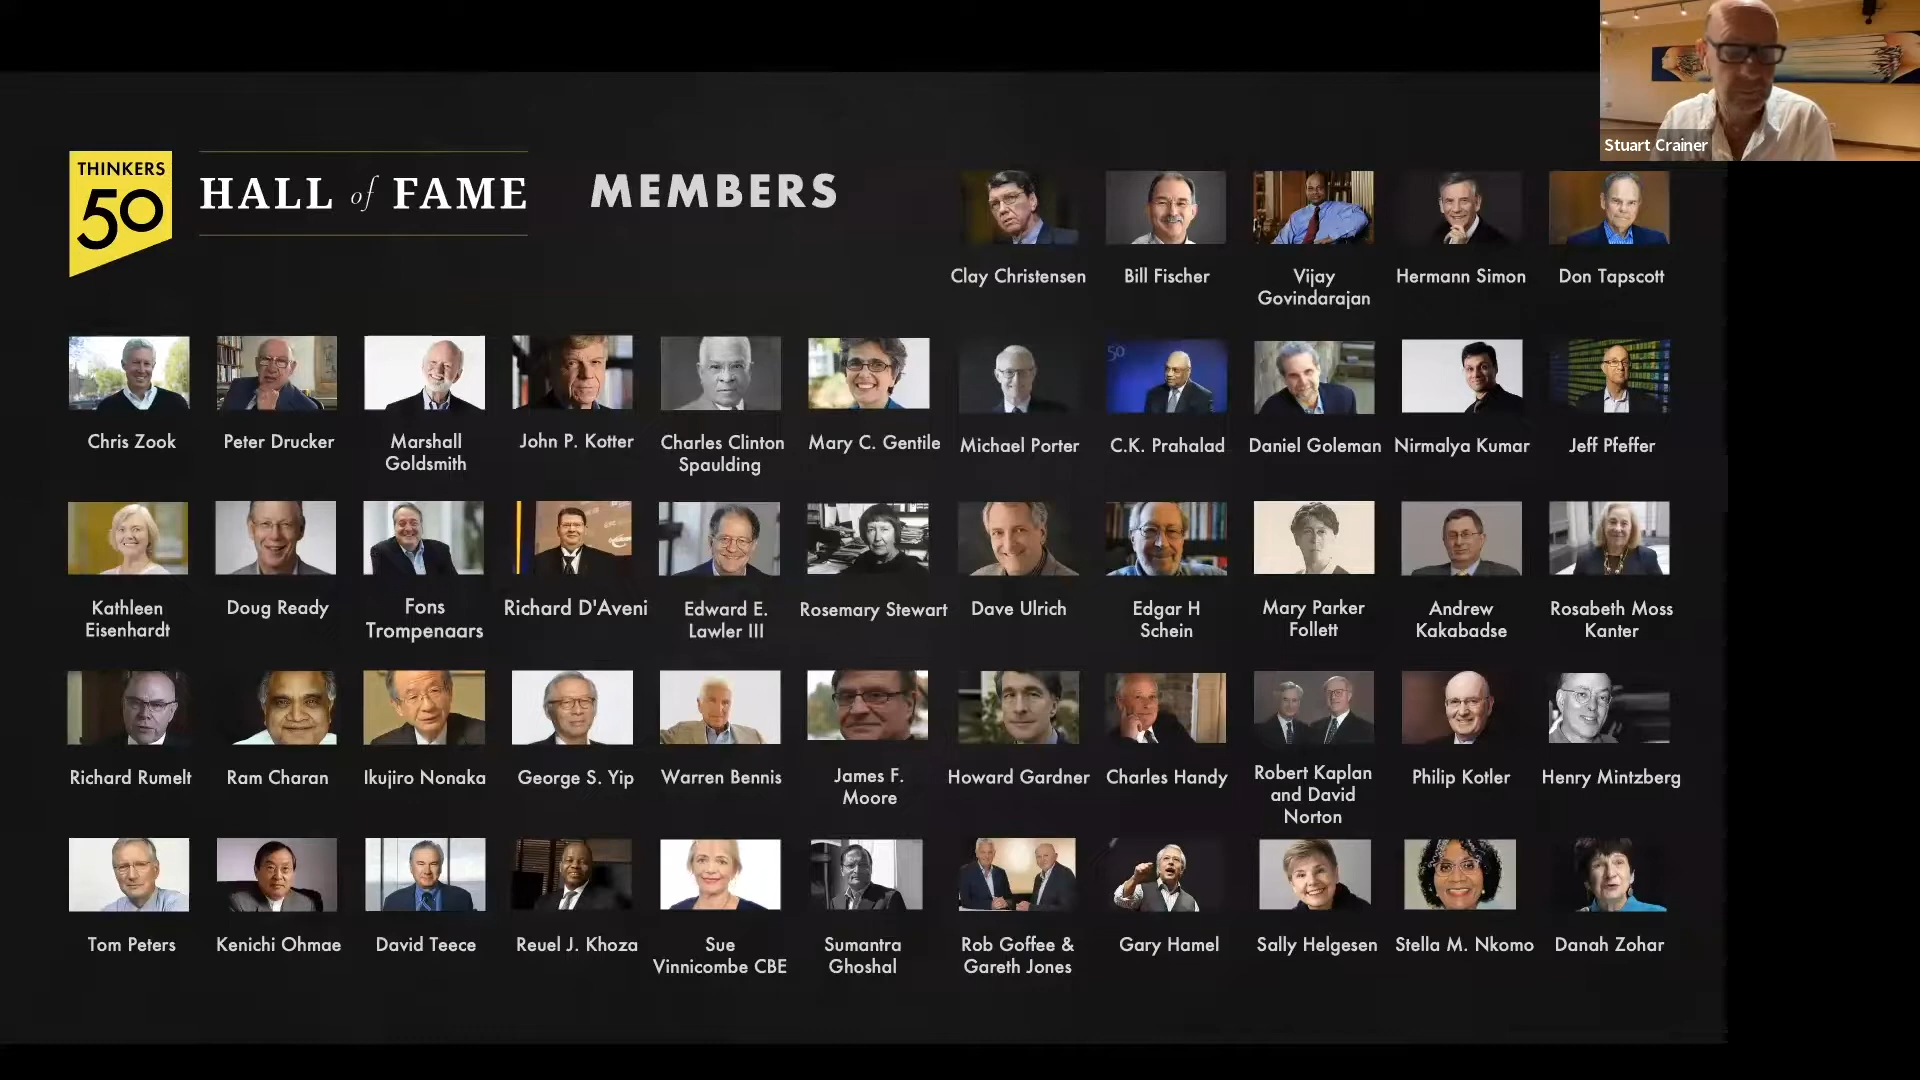 Stuart Crainer
THINKERS
50
HALL of FAME
MEMBERS
Clay Christensen
Bill Fischer
Vijay
Govindarajan
Hermann Simon
Don Tapscott
50
Chris Zook
Peter Drucker
Marshall
Goldsmith
John P. Kotter
Charles Clinton
Spaulding
Mary C. Gentile
Michael Porter
C.K. Prahalad
Daniel Goleman
Nirmalya Kumar
Jeff Pfeffer
Kathleen
Eisenhardt
Doug Ready
Fons
Trompenaars
Richard D'Aveni
Edward E.
Lawler III
Rosemary Stewart
Dave Ulrich
Edgar H
Schein
Mary Parker
Follett
Andrew
Kakabadse
Rosabeth Moss
Kanter
Richard Rumelt
Ram Charan
Ikujiro Nonaka
George S. Yip
Warren Bennis
James F.
Moore
Howard Gardner
Charles Handy
Robert Kaplan
and David
Norton
Philip Kotler
Henry Mintzberg
Tom Peters
Kenichi Ohmae
David Teece
Reuel J. Khoza
Sue
Vinnicombe CBE
Sumantra
Ghoshal
Rob Goffee &
Gareth Jones
Gary Hamel
Sally Helgesen
Stella M. Nkomo
Danah Zohar